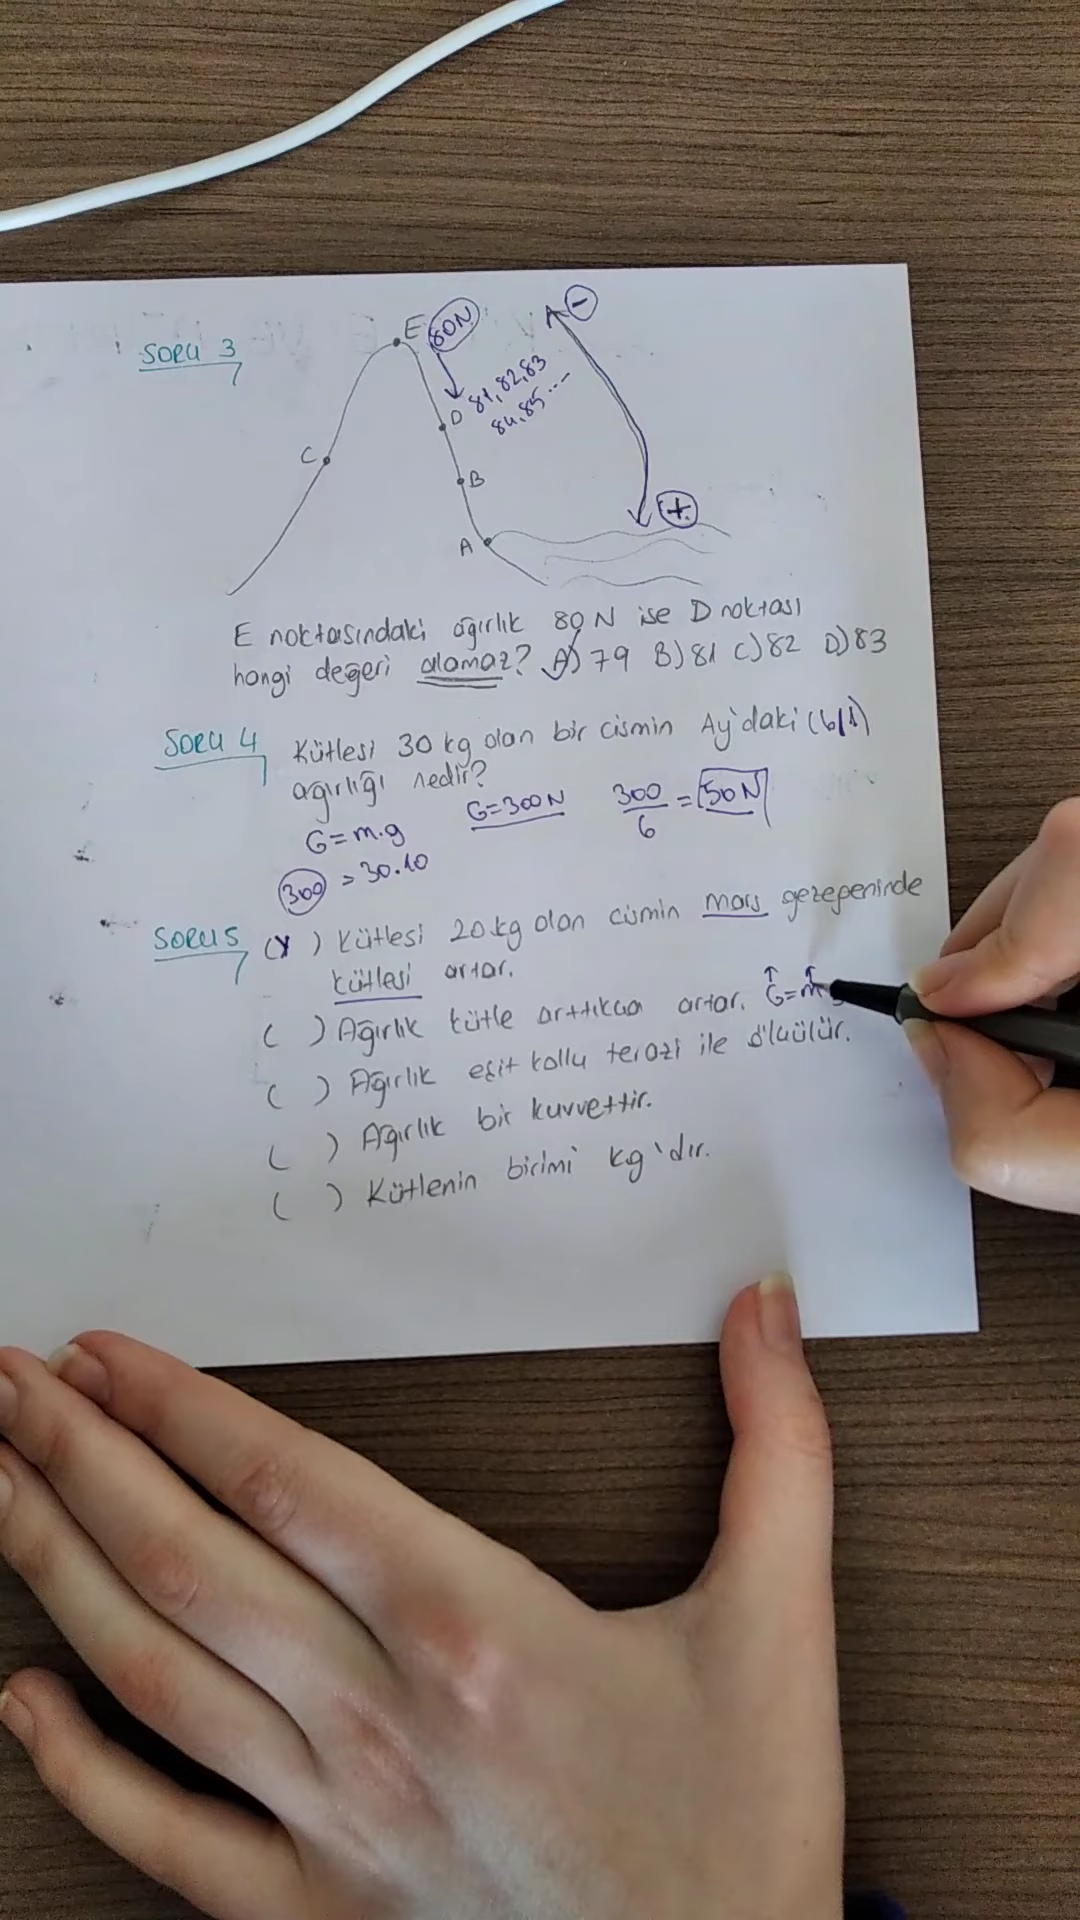 SORU 3
E 80N
D 81, 82, 83
84, 85 ....
C
B
A
−
+
E noktasındaki ağırlık 80 N ise D noktası
hangi değeri alamaz? A) 79 B) 81 C) 82 D) 83
SORU 4 Kütlesi 30 kg olan bir cismin Ay'daki (6/1)
ağırlığı nedir?
G=m.g G=300N 300/6 = 50N
300 = 30.10
SORU 5 (Y ) Kütlesi 20 kg olan cismin mars gezegeninde
kütlesi artar.
( ) Ağırlık kütle arttıkça artar. G=m
( ) Ağırlık eşit kollu terazi ile ölçülür.
( ) Ağırlık bir kuvvettir.
( ) Kütlenin birimi kg'dır.